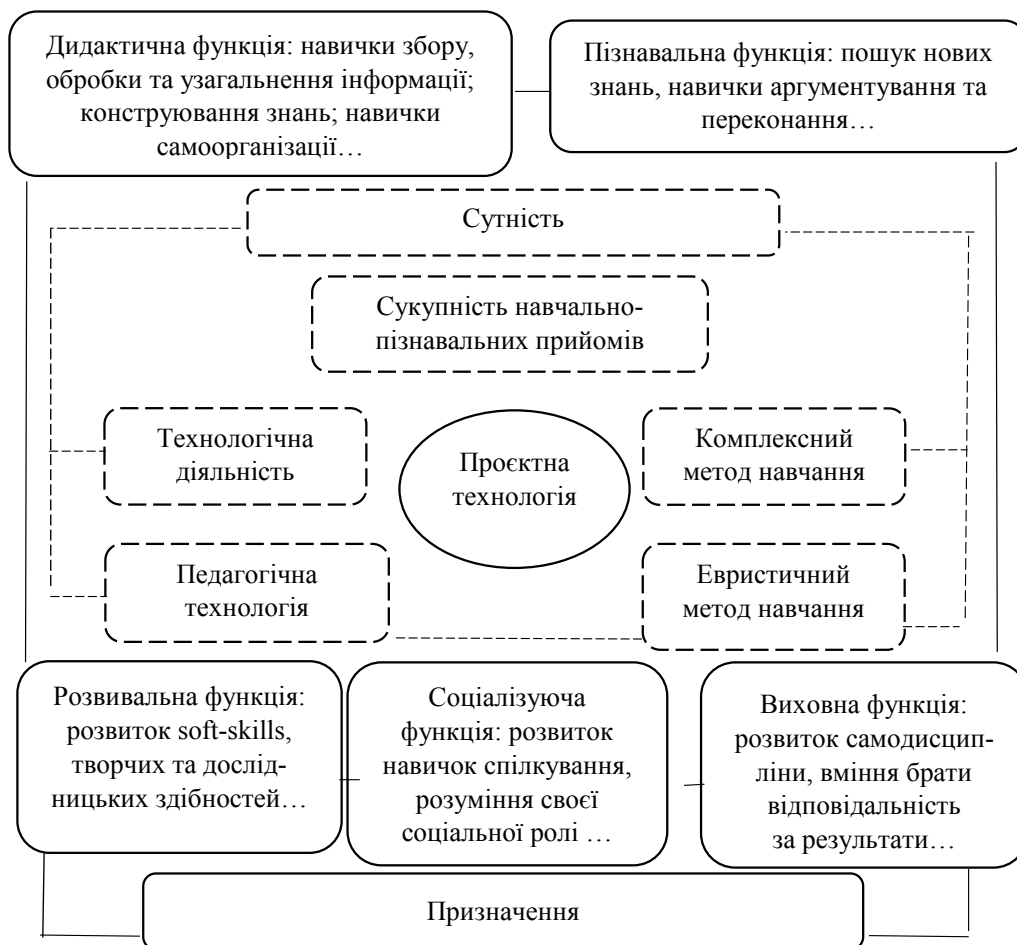 Дидактична функція: навички збору,
обробки та узагальнення інформації;
конструювання знань; навички
самоорганізації…
Пізнавальна функція: пошук нових
знань, навички аргументування та
переконання…
Сутність
Сукупність навчально-
пізнавальних прийомів
Технологічна
діяльність
Проєктна
технологія
Комплексний
метод навчання
Педагогічна
технологія
Евристичний
метод навчання
Розвивальна функція:
розвиток soft-skills,
творчих та дослід-
ницьких здібностей…
Соціалізуюча
функція: розвиток
навичок спілкування,
розуміння своєї
соціальної ролі …
Виховна функція:
розвиток самодисцип-
ліни, вміння брати
відповідальність
за результати…
Призначення